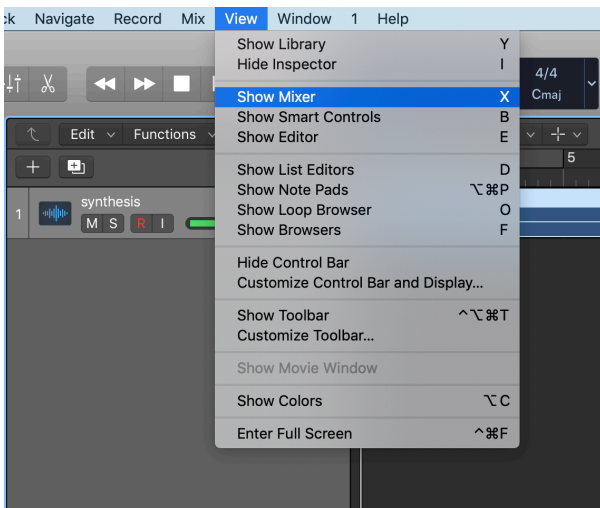 ck Navigate Record Mix View Window 1 Help
Show Library Y
Hide Inspector I
Show Mixer X
Show Smart Controls B
Show Editor E
Show List Editors D
Show Note Pads ⌥⌘P
Show Loop Browser O
Show Browsers F
Hide Control Bar
Customize Control Bar and Display...
Show Toolbar ^⌥⌘T
Customize Toolbar...
Show Movie Window
Show Colors ⌥C
Enter Full Screen ^⌘F
4/4
Cmaj
Edit Functions
5
1 synthesis
M S R I